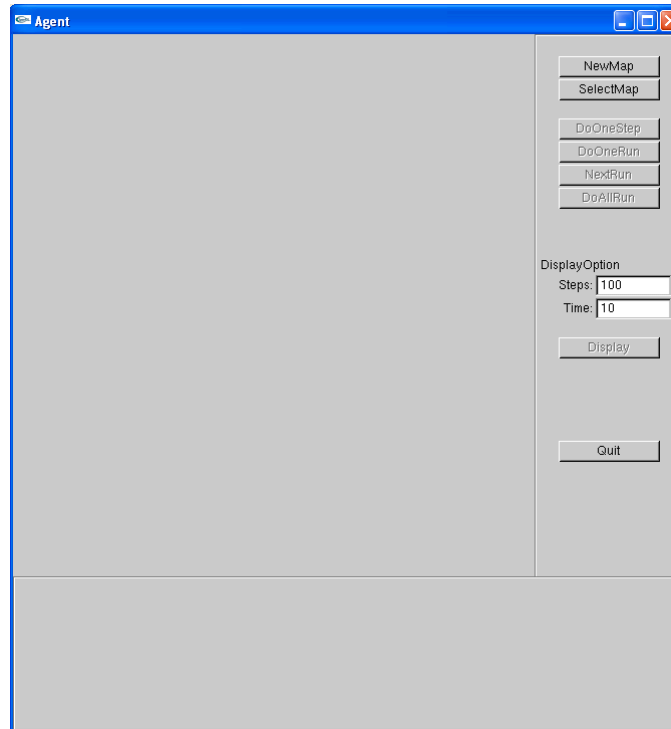 Agent
NewMap
SelectMap
DoOneStep
DoOneRun
NextRun
DoAllRun
DisplayOption
Steps: 100
Time: 10
Display
Quit